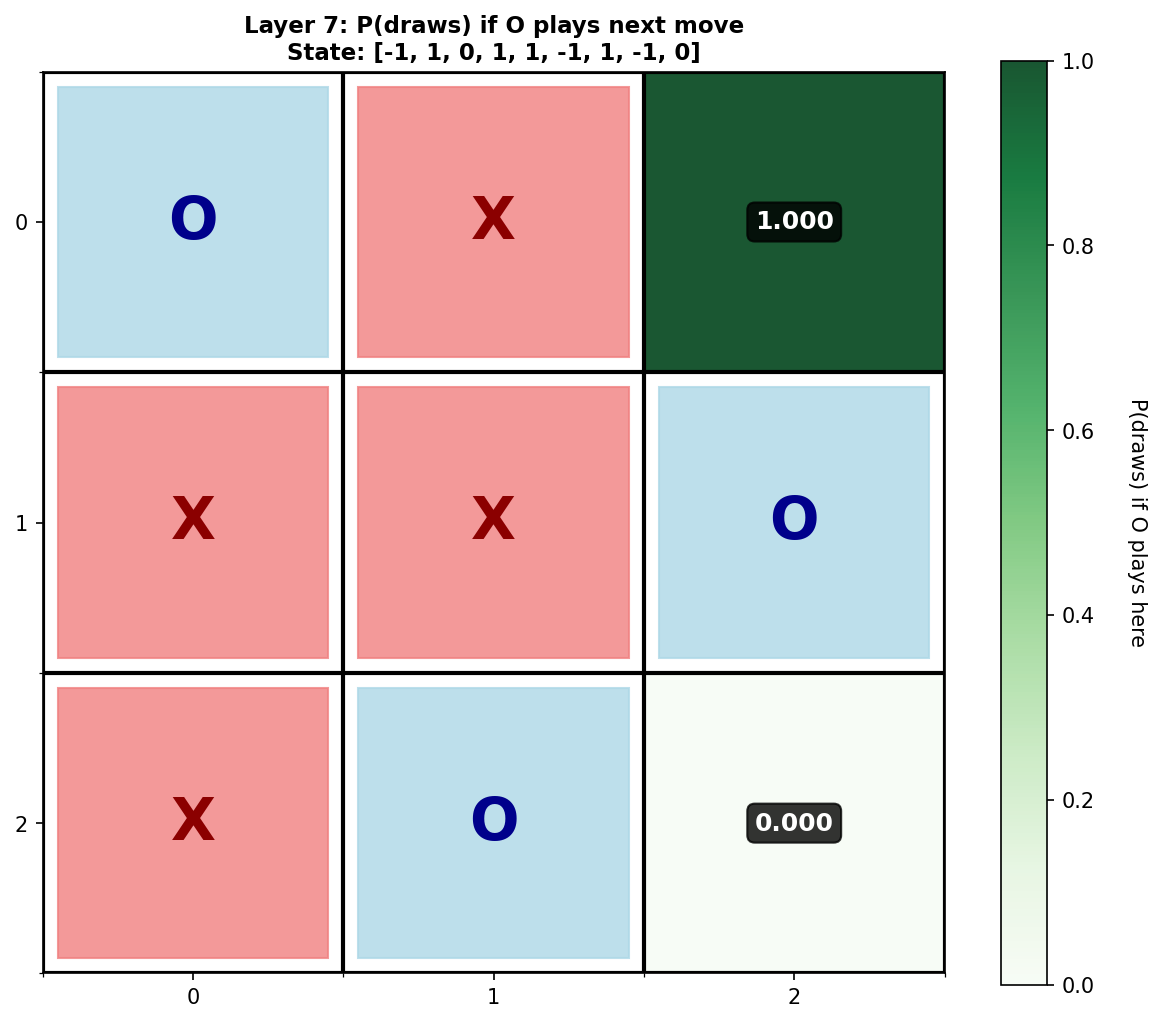 Layer 7: P(draws) if O plays next move
State: [-1, 1, 0, 1, 1, -1, 1, -1, 0]
0
O
X
1.000
1
X
X
O
2
X
O
0.000
0
1
2
1.0
0.8
0.6
0.4
0.2
0.0
P(draws) if O plays here